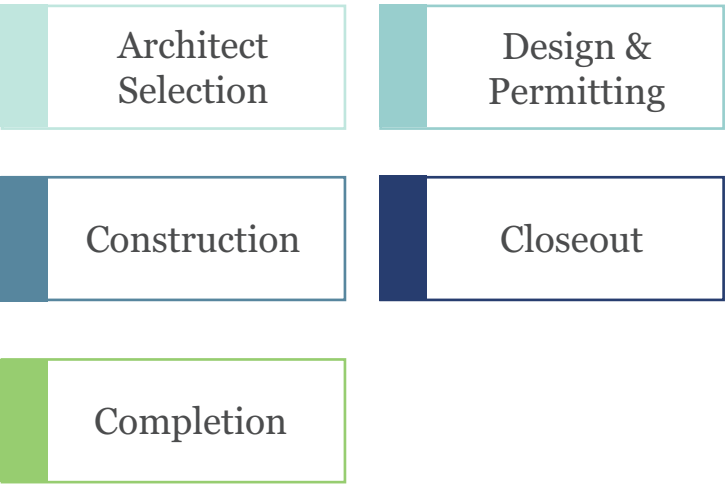 Architect
Selection
Design &
Permitting
Construction
Closeout
Completion